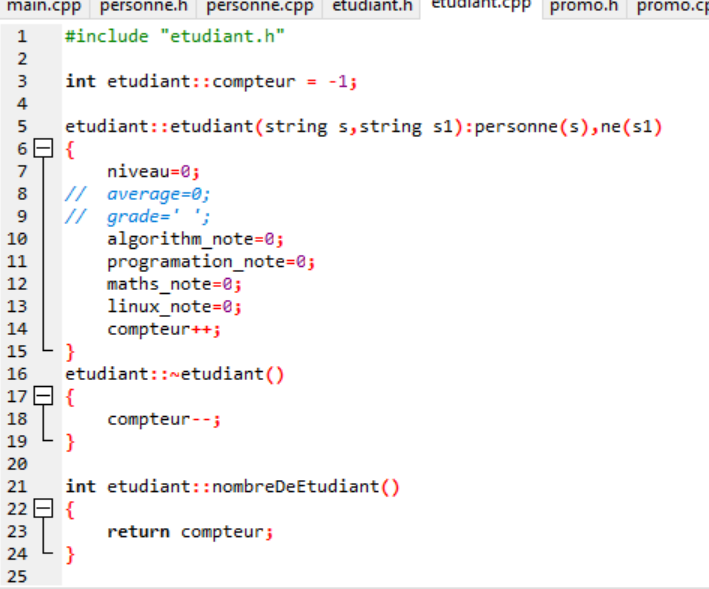 main.cpp personne.h personne.cpp etudiant.h etudiant.cpp promo.h promo.cp
1 #include "etudiant.h"
2
3 int etudiant::compteur = -1;
4
5 etudiant::etudiant(string s,string s1):personne(s),ne(s1)
6 {
7 niveau=0;
8 // average=0;
9 // grade=' ';
10 algorithm_note=0;
11 programation_note=0;
12 maths_note=0;
13 linux_note=0;
14 compteur++;
15 }
16 etudiant::~etudiant()
17 {
18 compteur--;
19 }
20
21 int etudiant::nombreDeEtudiant()
22 {
23 return compteur;
24 }
25